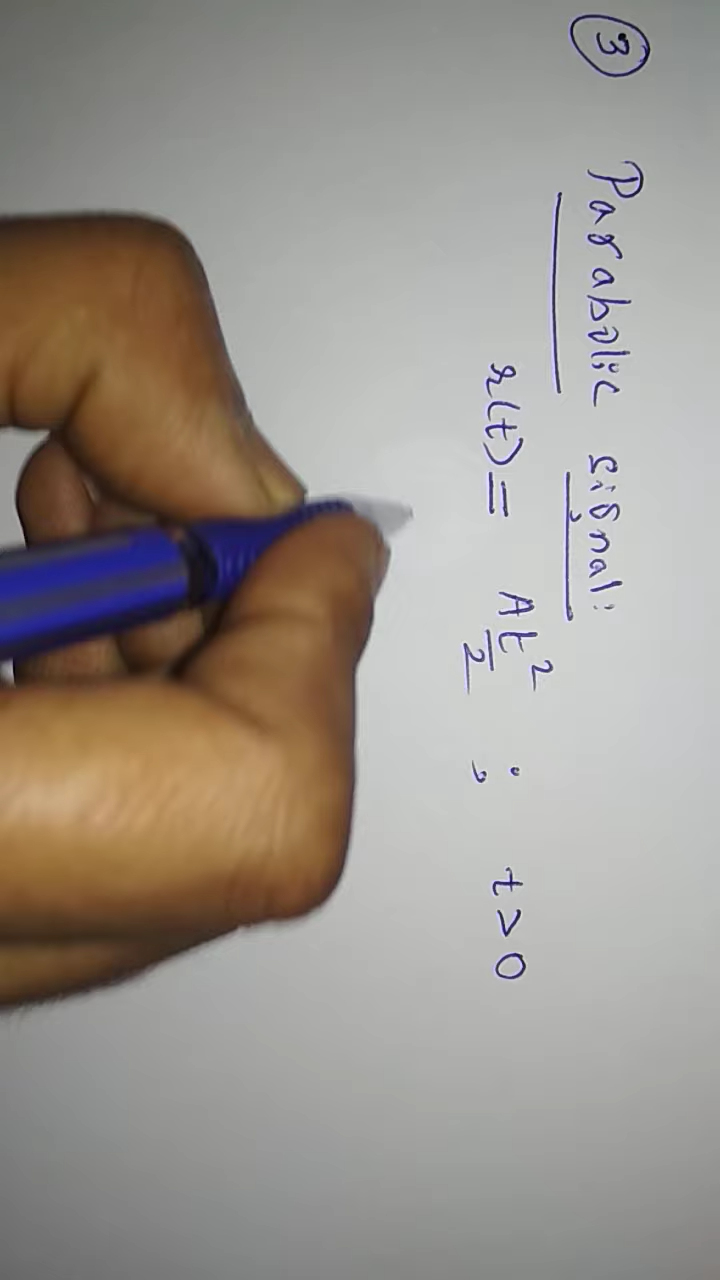 ③ Parabolic signal:
r(t) = At²/2 ; t>0